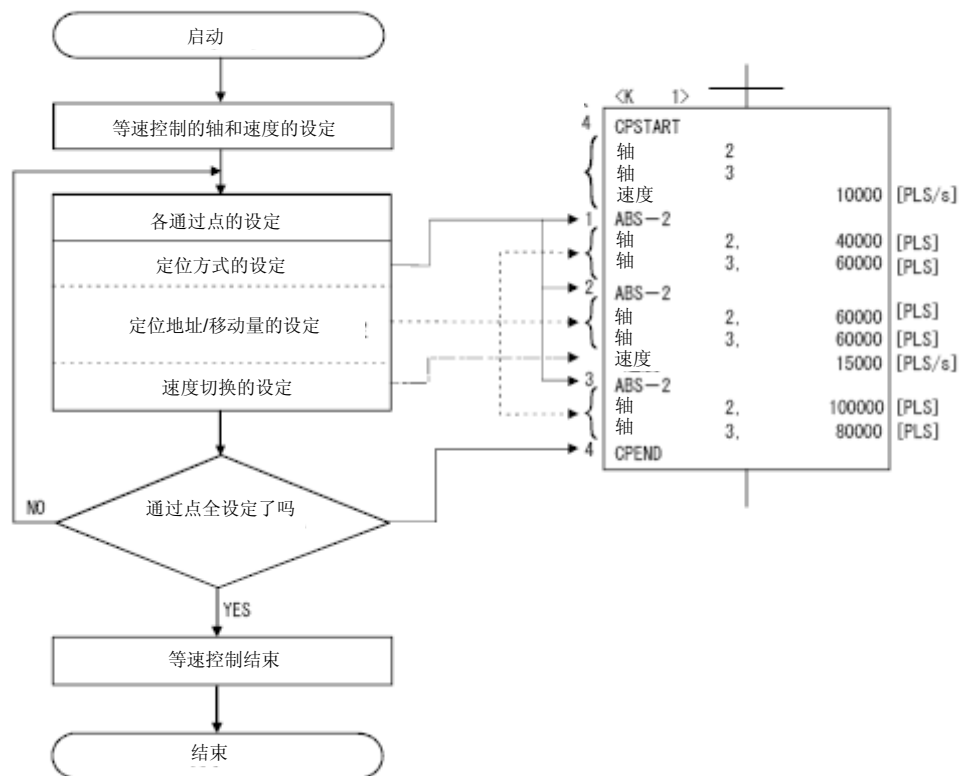 启动
等速控制的轴和速度的设定
各通过点的设定
定位方式的设定
定位地址/移动量的设定
速度切换的设定
通过点全设定了吗
NO
YES
等速控制结束
结束
<K 1>
4 CPSTART
轴 2
轴 3
速度 10000 [PLS/s]
1 ABS-2
轴 2, 40000 [PLS]
轴 3, 60000 [PLS]
2 ABS-2
轴 2, 60000 [PLS]
轴 3, 60000 [PLS]
速度 15000 [PLS/s]
3 ABS-2
轴 2, 100000 [PLS]
轴 3, 80000 [PLS]
4 CPEND